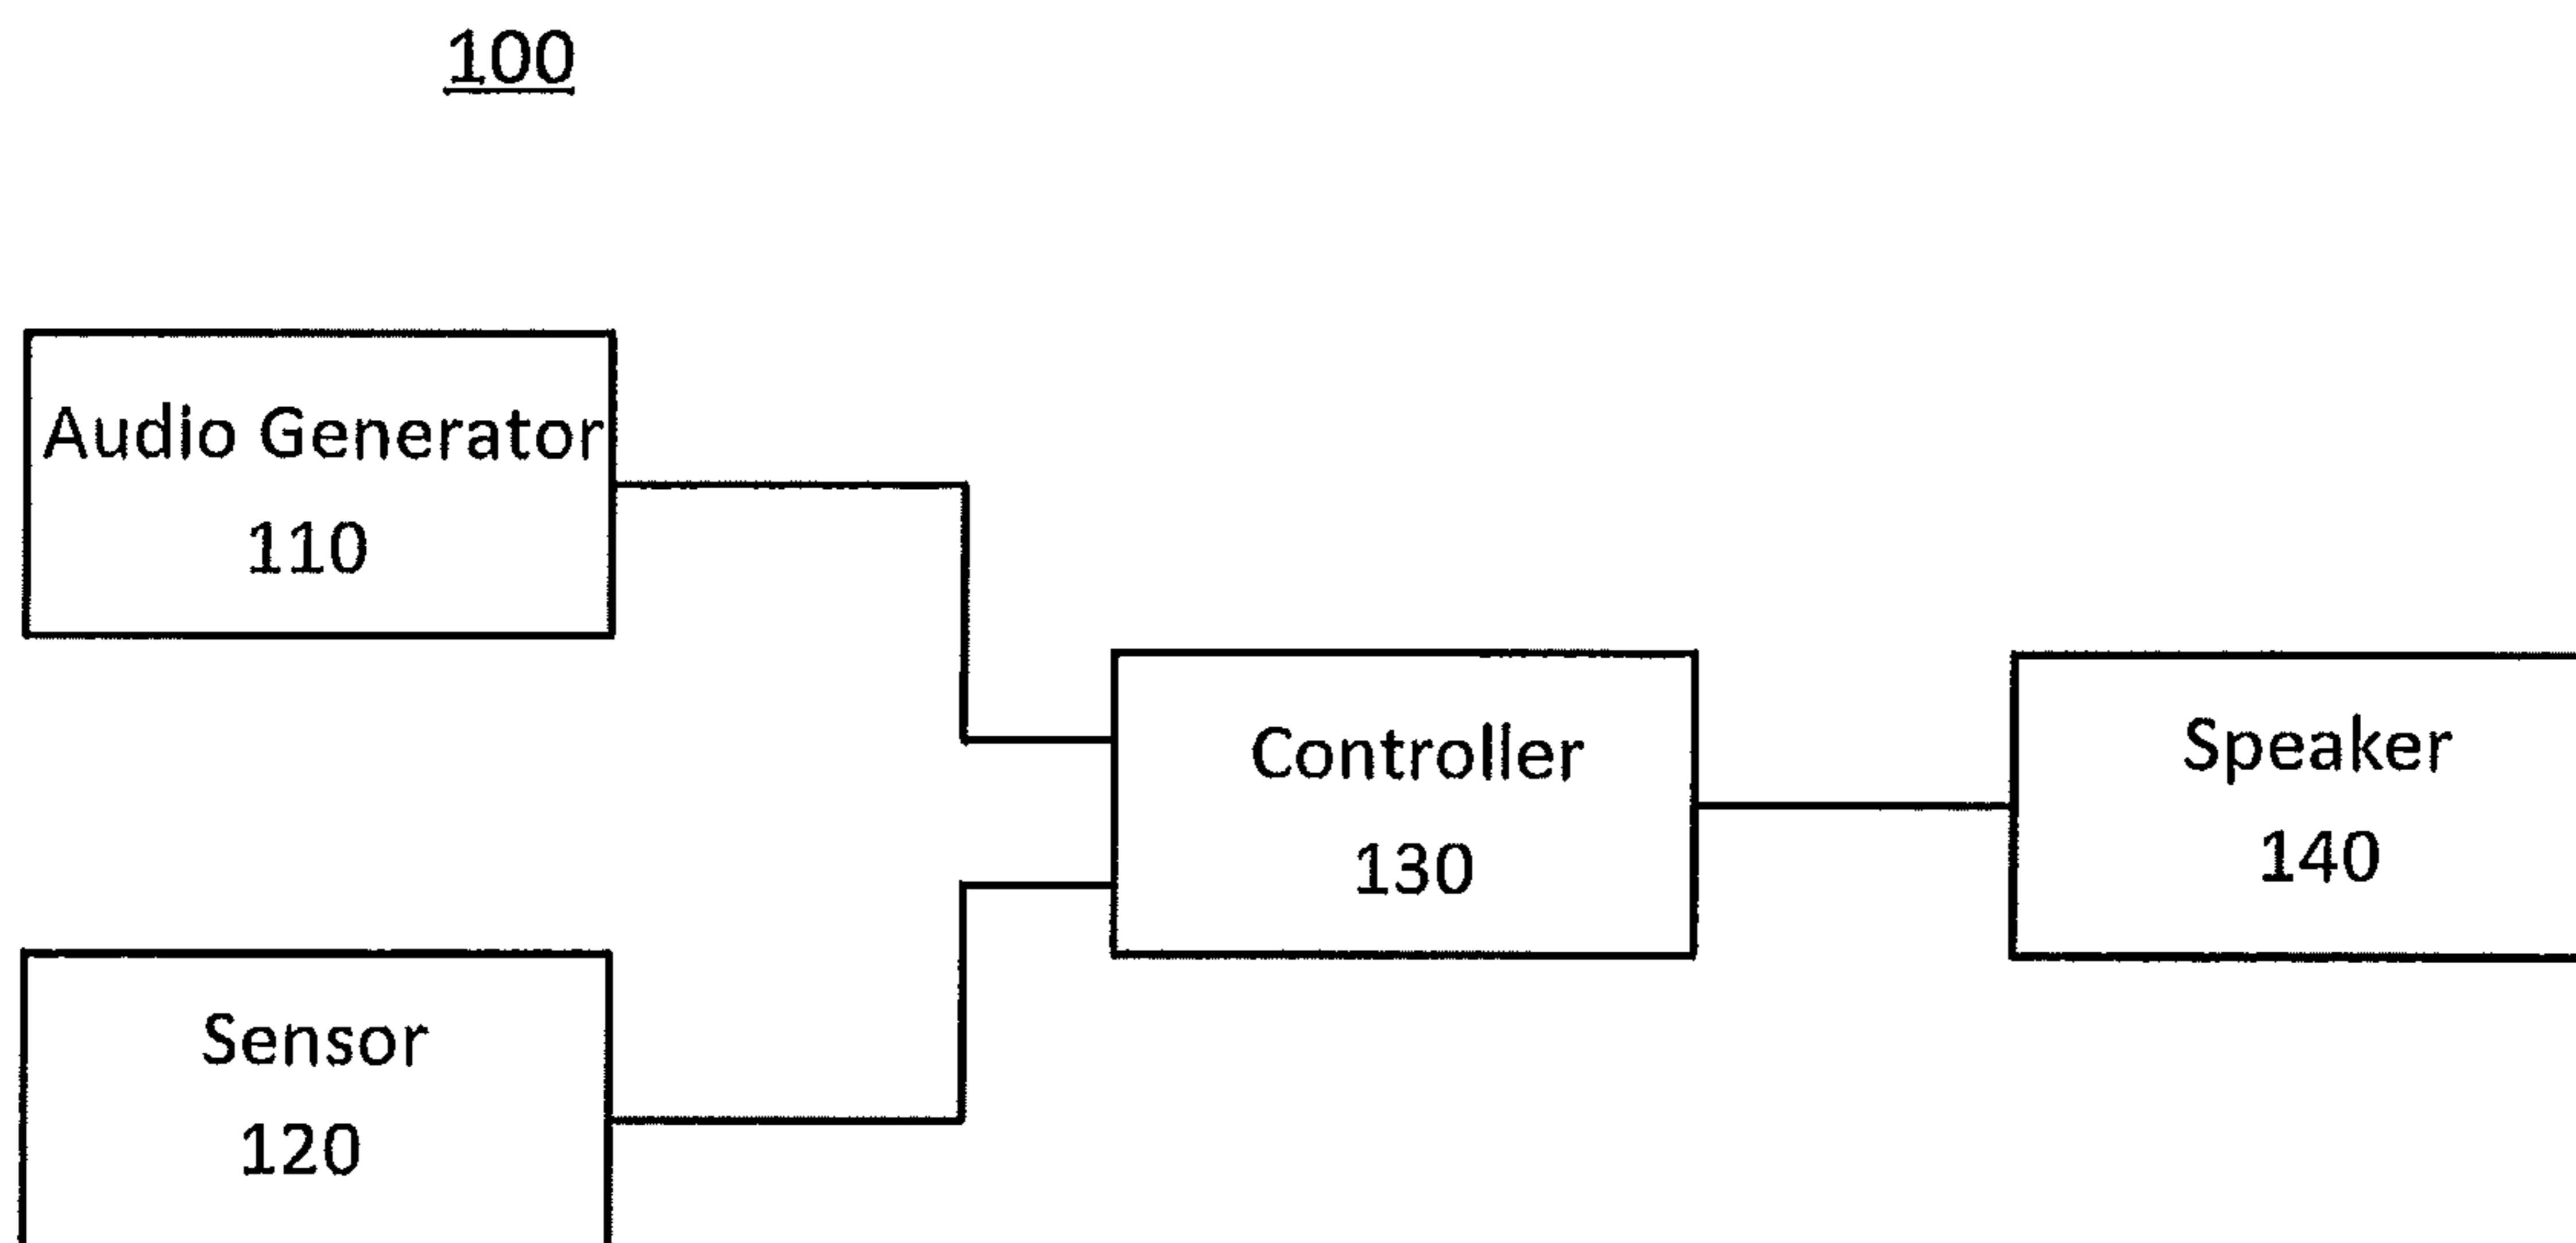 100
Audio Generator
110
Controller
130
Speaker
140
Sensor
120